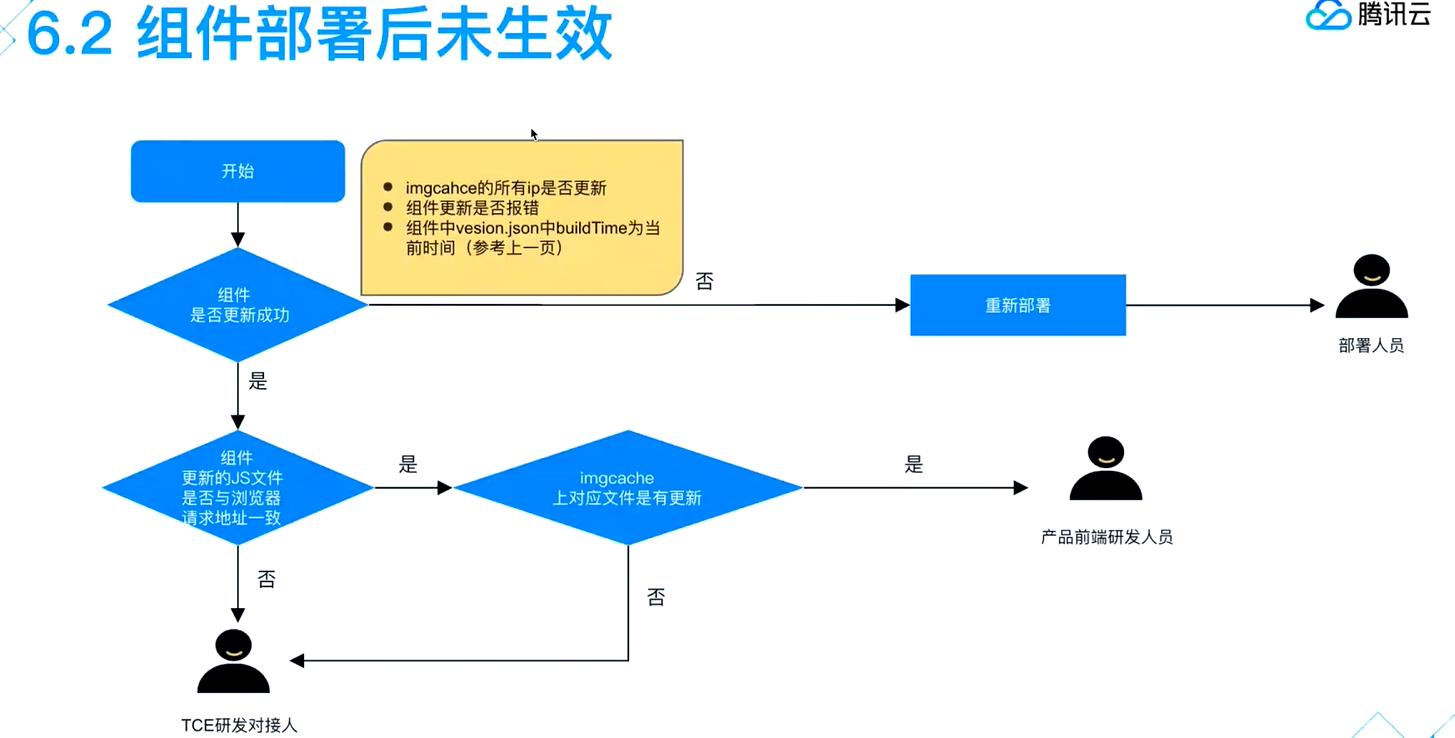 6.2 组件部署后未生效
腾讯云
开始
imgcahce的所有ip是否更新
组件更新是否报错
组件中vesion.json中buildTime为当
前时间（参考上一页）
否
组件
是否更新成功
重新部署
部署人员
是
组件
更新的JS文件
是否与浏览器
请求地址一致
是
imgcache
上对应文件是有更新
是
产品前端研发人员
否
否
TCE研发对接人